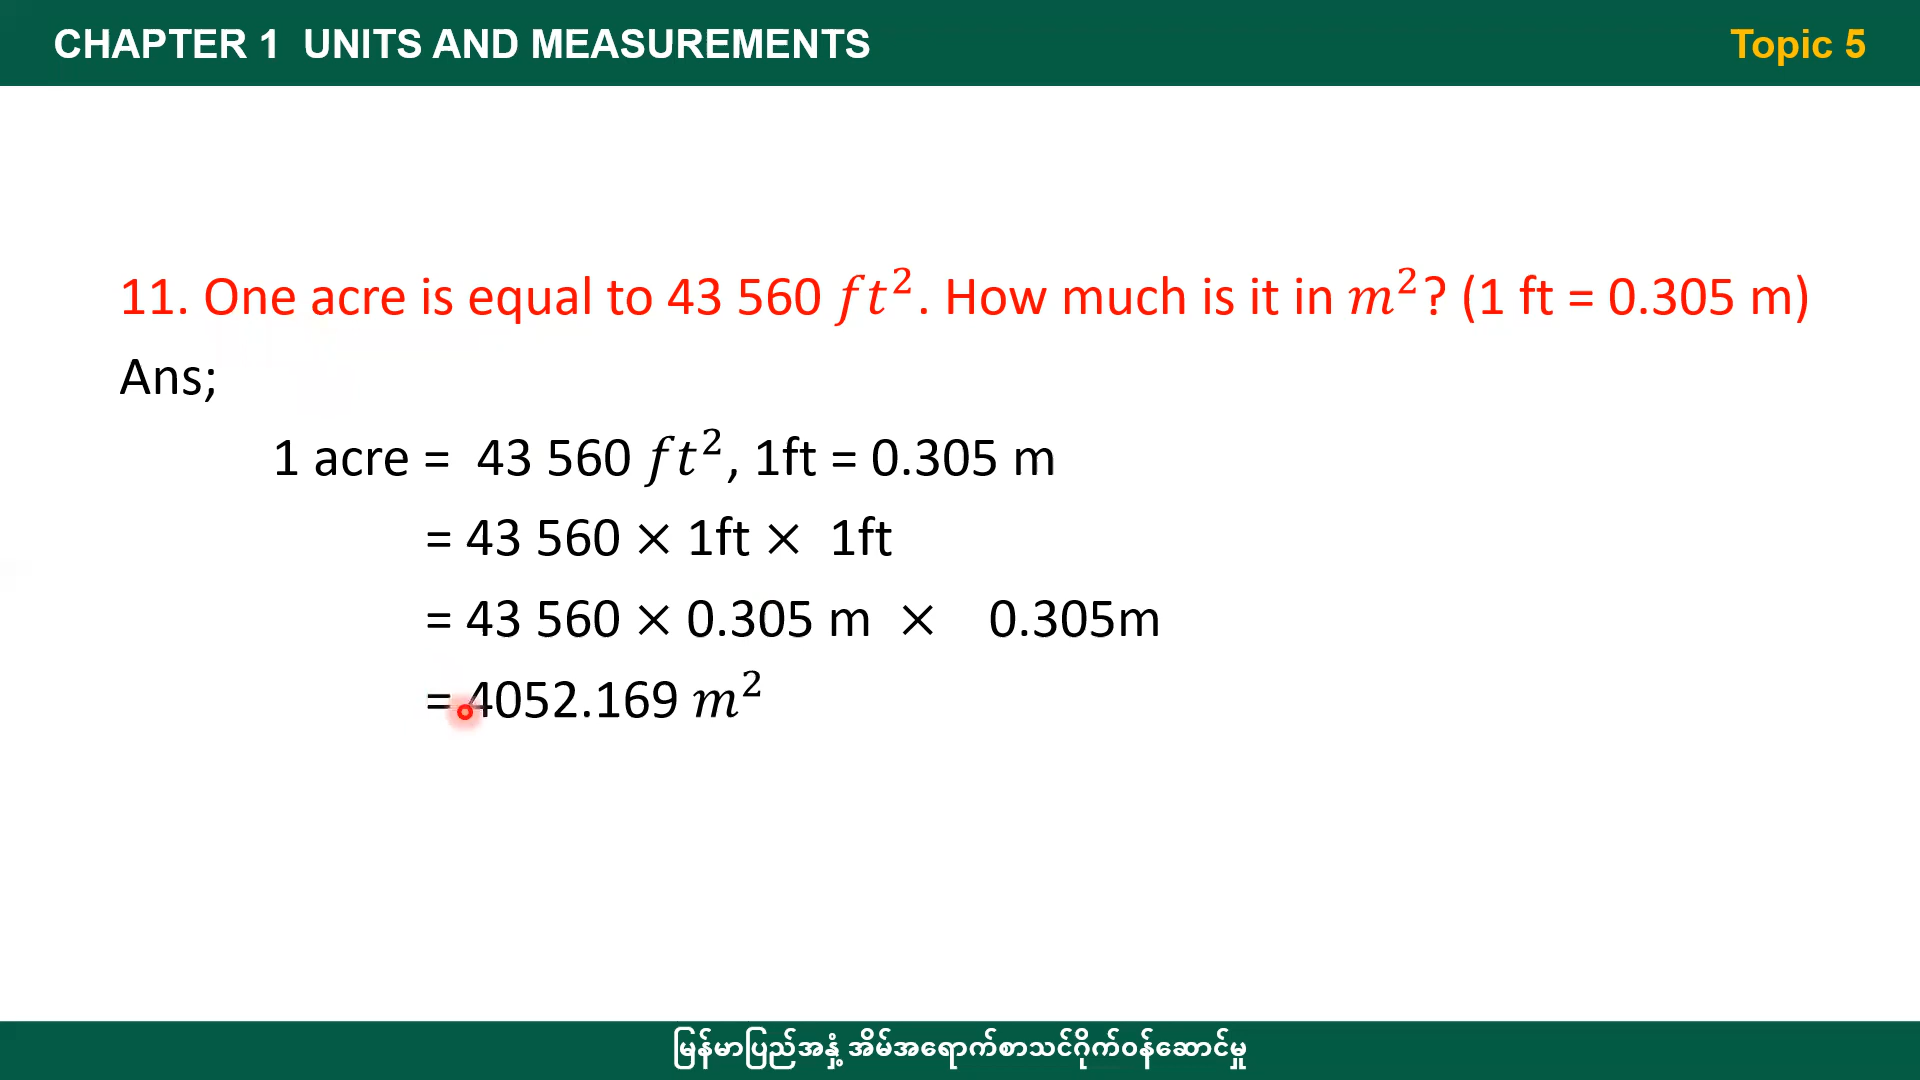 CHAPTER 1 UNITS AND MEASUREMENTS
Topic 5
11. One acre is equal to 43 560 ft². How much is it in m²? (1 ft = 0.305 m)
Ans;
1 acre = 43 560 ft², 1ft = 0.305 m
= 43 560 × 1ft × 1ft
= 43 560 × 0.305 m × 0.305m
= 4052.169 m²
မြန်မာပြည်အနှံ့ အိမ်အရောက်စာသင်ဂိုက်ဝန်ဆောင်မှု